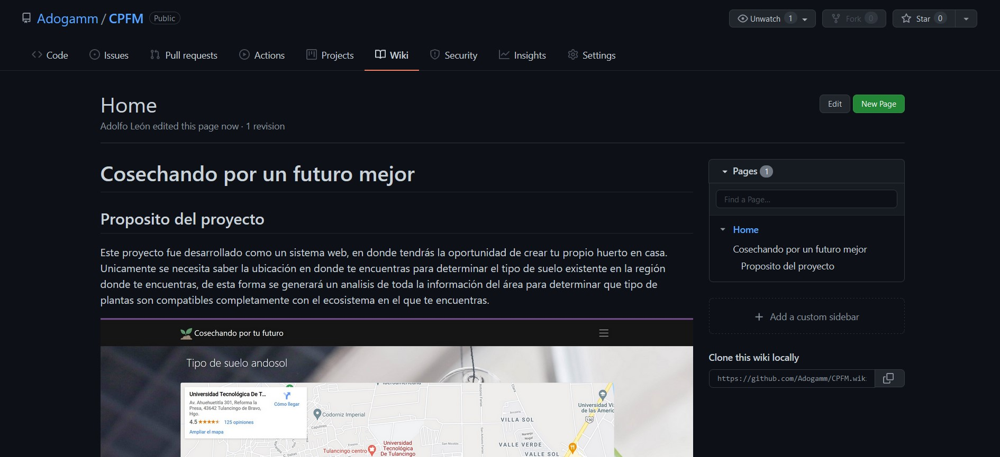 Adogamm / CPFM Public
Unwatch 1
Fork 0
Star 0
Code
Issues
Pull requests
Actions
Projects
Wiki
Security
Insights
Settings
Home
Edit
New Page
Adolfo León edited this page now · 1 revision
Cosechando por un futuro mejor
Proposito del proyecto
Este proyecto fue desarrollado como un sistema web, en donde tendrás la oportunidad de crear tu propio huerto en casa.
Unicamente se necesita saber la ubicación en donde te encuentras para determinar el tipo de suelo existente en la región
donde te encuentras, de esta forma se generará un analisis de toda la información del área para determinar que tipo de
plantas son compatibles completamente con el ecosistema en el que te encuentras.
Cosechando por tu futuro
Tipo de suelo andosol
Universidad Tecnológica De T...
Av. Ahuehuetitla 301, Reforma la
Presa, 43642 Tulancingo de Bravo,
Hgo.
4.5
125 opiniones
Ampliar el mapa
Cómo llegar
Iberoamericana
Codorniz Imperial
Capulines
Fresno
C. Dalias
Naranjos
Tulancingo centro
Universidad
Tecnológica
De Tulancingo
San Nicolás
Antonio Farías
San Antonio Farías
Clara
Arcoíris
VILLA SOL
Naranjo
Nogal
VALLE VERDE
VALLE SOL
Universidad Vi
de las Americ
130
Pages 1
Find a Page...
Home
Cosechando por un futuro mejor
Proposito del proyecto
Add a custom sidebar
Clone this wiki locally
https://github.com/Adogamm/CPFM.wik